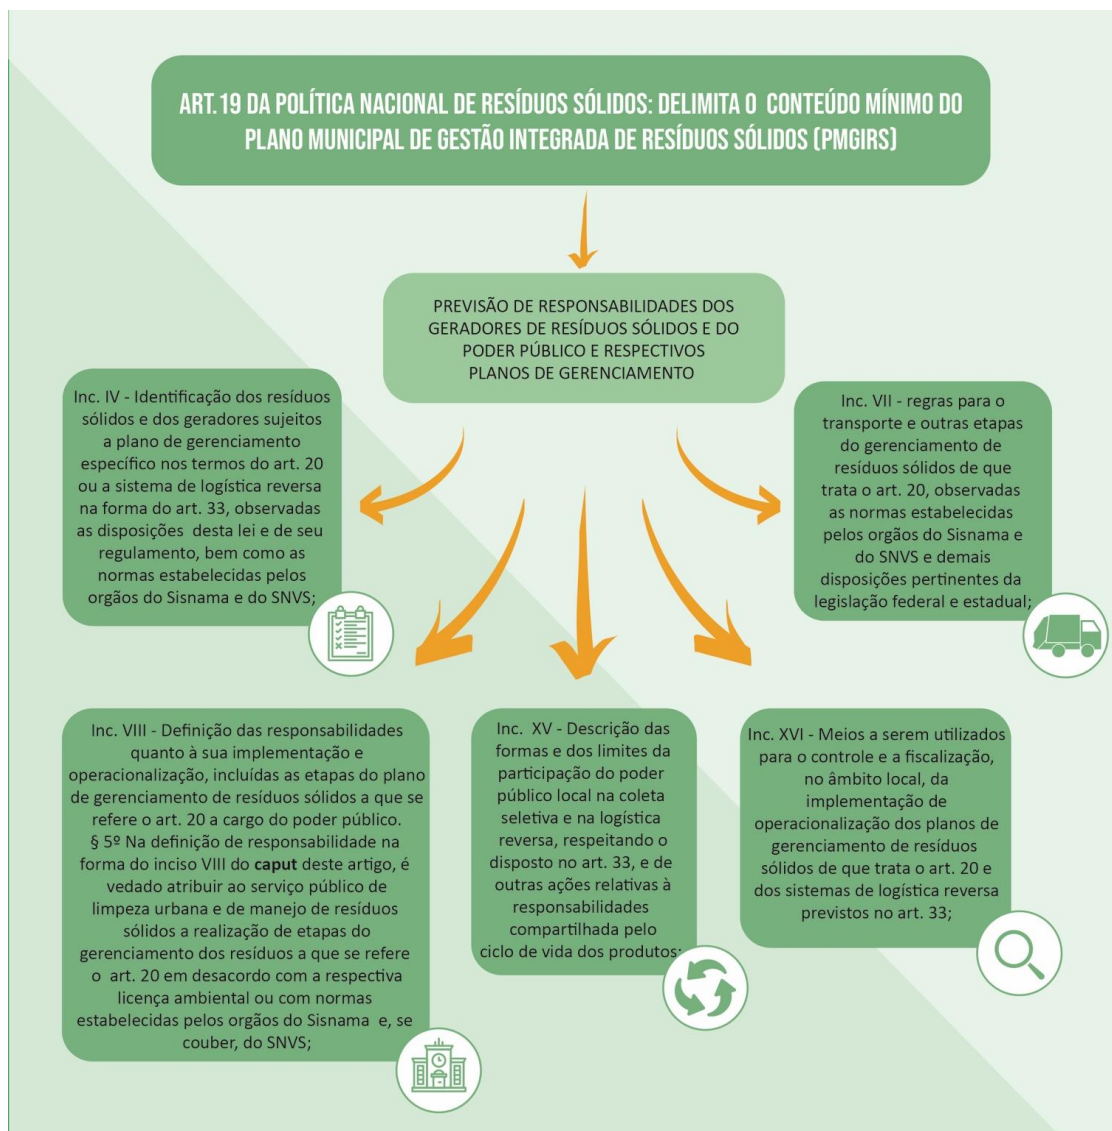 ART.19 DA POLÍTICA NACIONAL DE RESÍDUOS SÓLIDOS: DELIMITA O CONTEÚDO MÍNIMO DO
PLANO MUNICIPAL DE GESTÃO INTEGRADA DE RESÍDUOS SÓLIDOS (PMGIRS)
PREVISÃO DE RESPONSABILIDADES DOS
GERADORES DE RESÍDUOS SÓLIDOS E DO
PODER PÚBLICO E RESPECTIVOS
PLANOS DE GERENCIAMENTO
Inc. IV - Identificação dos resíduos
sólidos e dos geradores sujeitos
a plano de gerenciamento
específico nos termos do art. 20
ou a sistema de logística reversa
na forma do art. 33, observadas
as disposições desta lei e de seu
regulamento, bem como as
normas estabelecidas pelos
orgãos do Sisnama e do SNVS;
Inc. VII - regras para o
transporte e outras etapas
do gerenciamento de
resíduos sólidos de que
trata o art. 20, observadas
as normas estabelecidas
pelos orgãos do Sisnama e
do SNVS e demais
disposições pertinentes da
legislação federal e estadual;
Inc. VIII - Definição das responsabilidades
quanto à sua implementação e
operacionalização, incluídas as etapas do plano
de gerenciamento de resíduos sólidos a que se
refere o art. 20 a cargo do poder público.
§ 5º Na definição de responsabilidade na
forma do inciso VIII do caput deste artigo, é
vedado atribuir ao serviço público de
limpeza urbana e de manejo de resíduos
sólidos a realização de etapas do
gerenciamento dos resíduos a que se refere
o art. 20 em desacordo com a respectiva
licença ambiental ou com normas
estabelecidas pelos orgãos do Sisnama e, se
couber, do SNVS;
Inc. XV - Descrição das
formas e dos limites da
participação do poder
público local na coleta
seletiva e na logística
reversa, respeitando o
disposto no art. 33, e de
outras ações relativas à
responsabilidades
compartilhada pelo
ciclo de vida dos produtos;
Inc. XVI - Meios a serem utilizados
para o controle e a fiscalização,
no âmbito local, da
implementação de
operacionalização dos planos de
gerenciamento de resíduos
sólidos de que trata o art. 20 e
dos sistemas de logística reversa
previstos no art. 33;